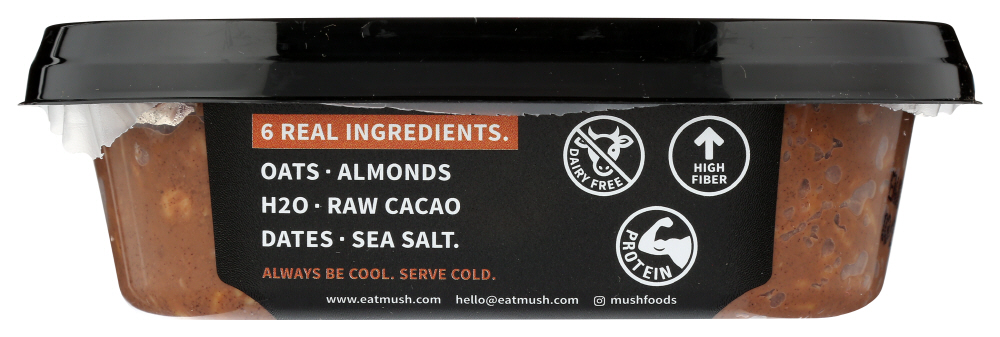 6 REAL INGREDIENTS.
OATS · ALMONDS
H2O · RAW CACAO
DATES · SEA SALT.
ALWAYS BE COOL. SERVE COLD.
DAIRY FREE
HIGH
FIBER
PROTEIN
www.eatmush.com hello@eatmush.com mushfoods